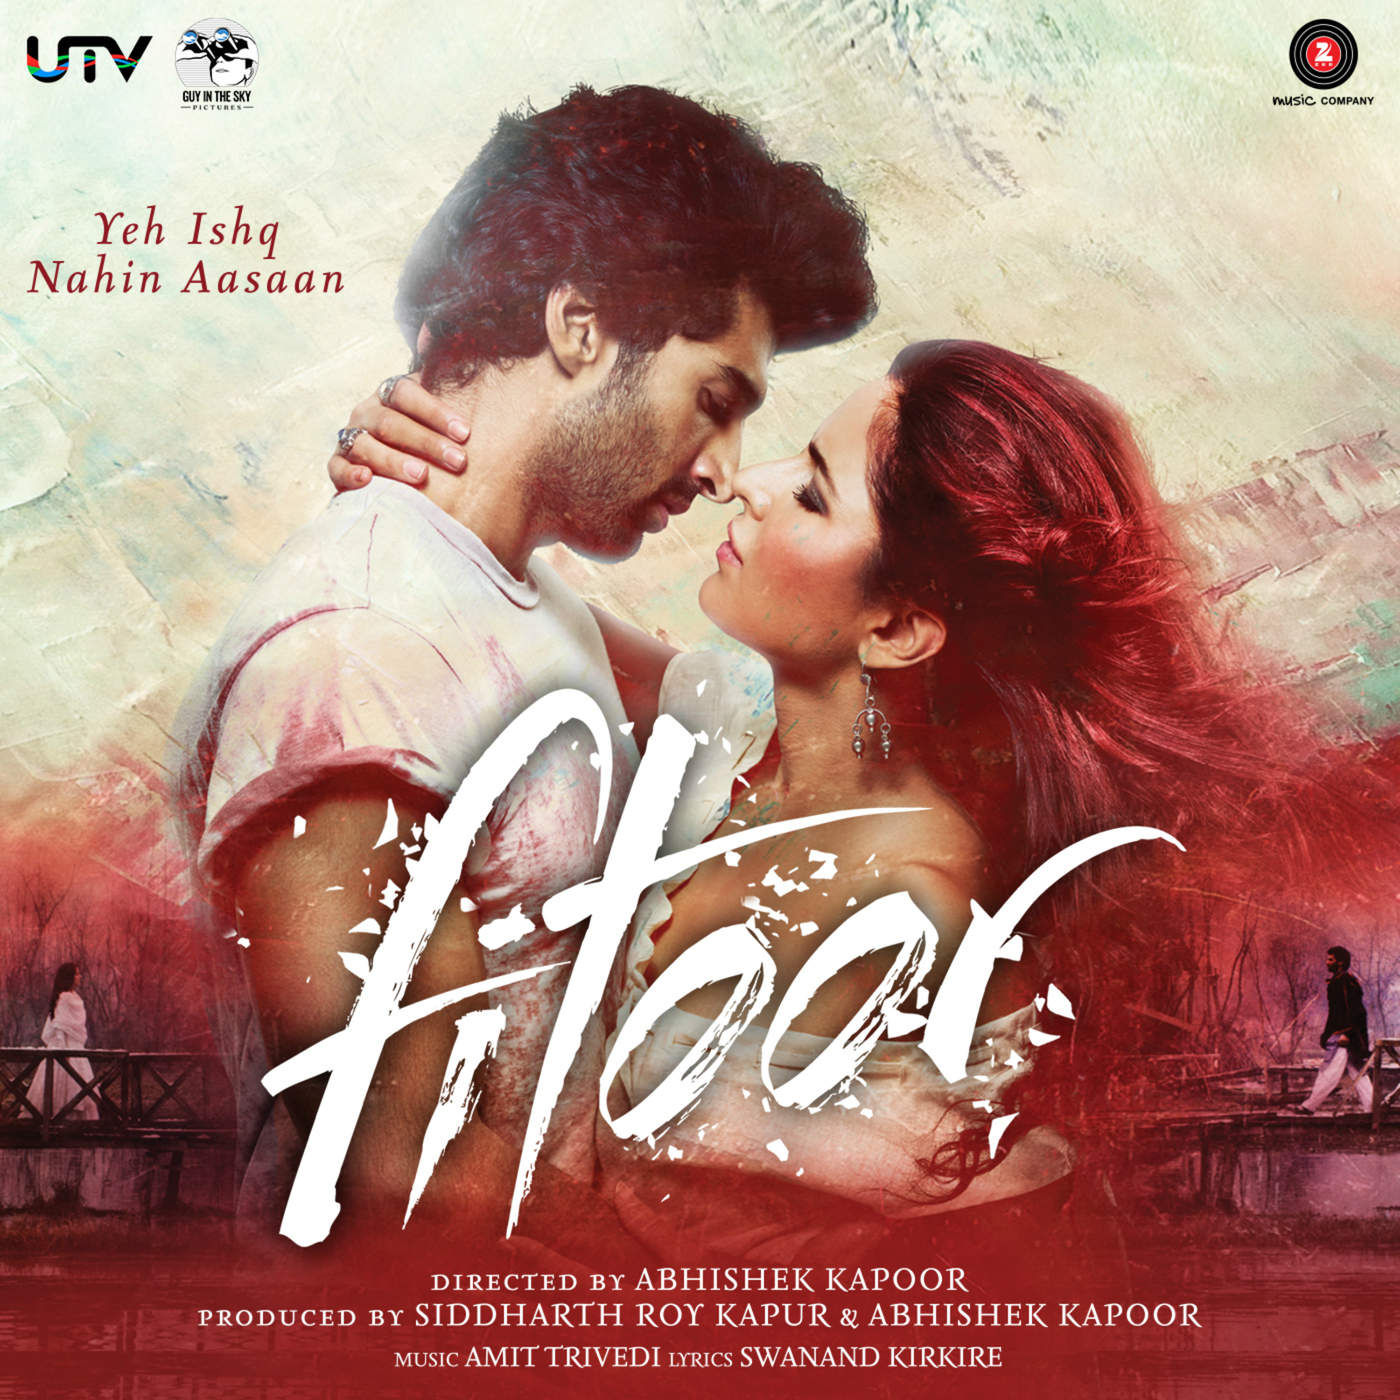 UTV
GUY IN THE SKY
PICTURES
Z
ZEE
music COMPANY
Yeh Ishq
Nahin Aasaan
fitoor
DIRECTED BY ABHISHEK KAPOOR
PRODUCED BY SIDDHARTH ROY KAPUR & ABHISHEK KAPOOR
MUSIC AMIT TRIVEDI LYRICS SWANAND KIRKIRE